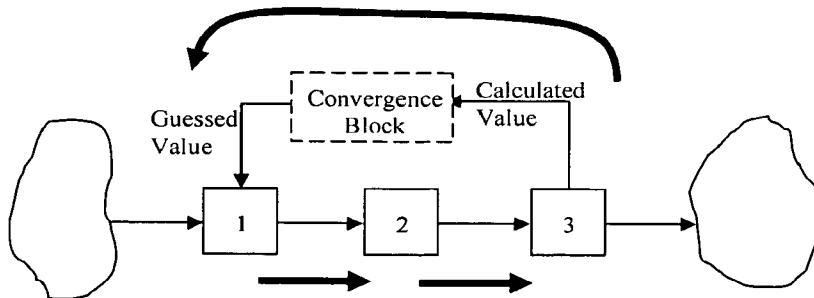 Convergence
Block
Calculated
Value
Guessed
Value
1
2
3